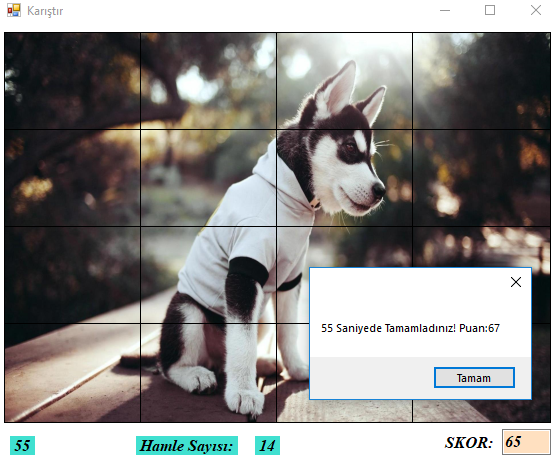 Karıştır
55 Saniyede Tamamladınız! Puan:67
Tamam
55 Hamle Sayısı: 14 SKOR: 65